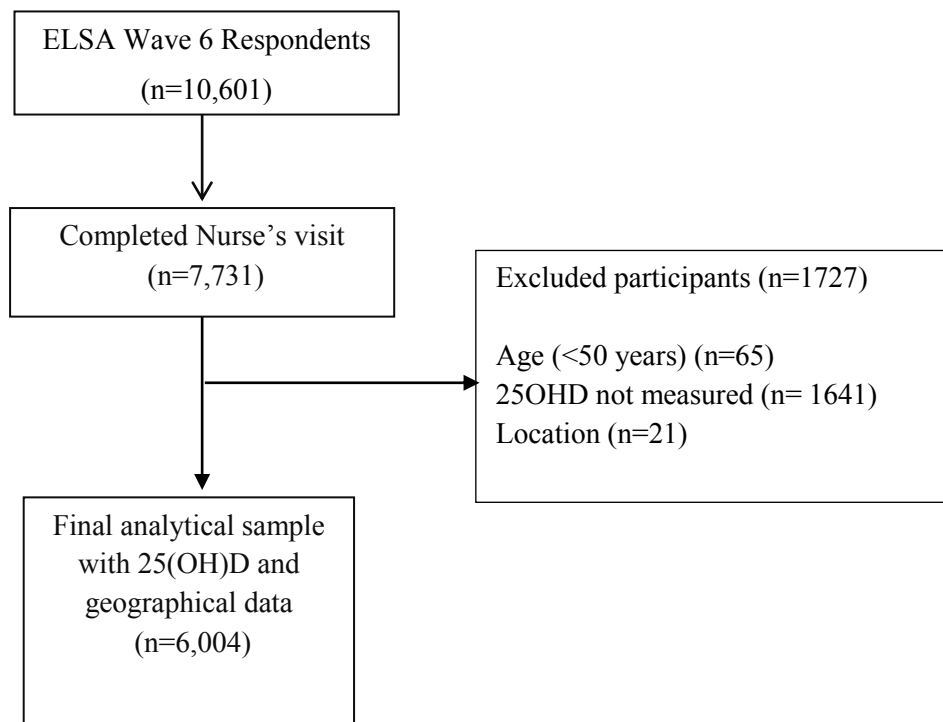 ELSA Wave 6 Respondents
(n=10,601)
Completed Nurse’s visit
(n=7,731)
Excluded participants (n=1727)
Age (<50 years) (n=65)
25OHD not measured (n= 1641)
Location (n=21)
Final analytical sample
with 25(OH)D and
geographical data
(n=6,004)